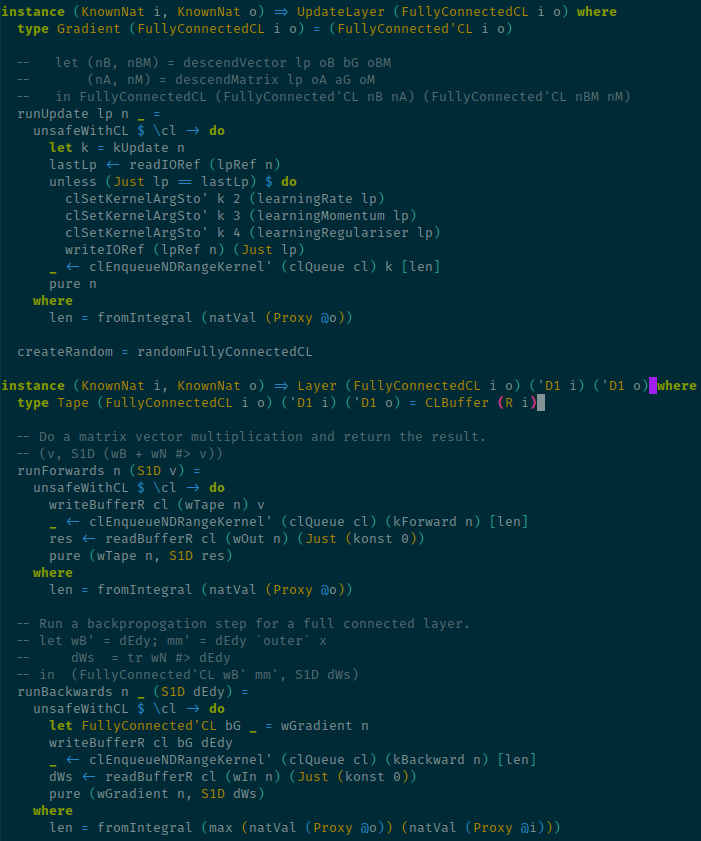 instance (KnownNat i, KnownNat o) => UpdateLayer (FullyConnectedCL i o) where
  type Gradient (FullyConnectedCL i o) = (FullyConnected'CL i o)

  --   let (nB, nBM) = descendVector lp oB bG oBM
  --       (nA, nM) = descendMatrix lp oA aG oM
  --   in FullyConnectedCL (FullyConnected'CL nB nA) (FullyConnected'CL nBM nM)
  runUpdate lp n _ =
    unsafeWithCL $ \cl -> do
      let k = kUpdate n
      lastLp <- readIORef (lpRef n)
      unless (Just lp == lastLp) $ do
        clSetKernelArgSto' k 2 (learningRate lp)
        clSetKernelArgSto' k 3 (learningMomentum lp)
        clSetKernelArgSto' k 4 (learningRegulariser lp)
        writeIORef (lpRef n) (Just lp)
      _ <- clEnqueueNDRangeKernel' (clQueue cl) k [len]
      pure n
    where
      len = fromIntegral (natVal (Proxy @o))

  createRandom = randomFullyConnectedCL

instance (KnownNat i, KnownNat o) => Layer (FullyConnectedCL i o) ('D1 i) ('D1 o) where
  type Tape (FullyConnectedCL i o) ('D1 i) ('D1 o) = CLBuffer (R i)

  -- Do a matrix vector multiplication and return the result.
  -- (v, S1D (wB + wN #> v))
  runForwards n (S1D v) =
    unsafeWithCL $ \cl -> do
      writeBufferR cl (wTape n) v
      _ <- clEnqueueNDRangeKernel' (clQueue cl) (kForward n) [len]
      res <- readBufferR cl (wOut n) (Just (konst 0))
      pure (wTape n, S1D res)
    where
      len = fromIntegral (natVal (Proxy @o))

  -- Run a backpropogation step for a full connected layer.
  -- let wB' = dEdy; mm' = dEdy `outer` x
  --     dWs  = tr wN #> dEdy
  -- in  (FullyConnected'CL wB' mm', S1D dWs)
  runBackwards n _ (S1D dEdy) =
    unsafeWithCL $ \cl -> do
      let FullyConnected'CL bG _ = wGradient n
      writeBufferR cl bG dEdy
      _ <- clEnqueueNDRangeKernel' (clQueue cl) (kBackward n) [len]
      dWs <- readBufferR cl (wIn n) (Just (konst 0))
      pure (wGradient n, S1D dWs)
    where
      len = fromIntegral (max (natVal (Proxy @o)) (natVal (Proxy @i)))